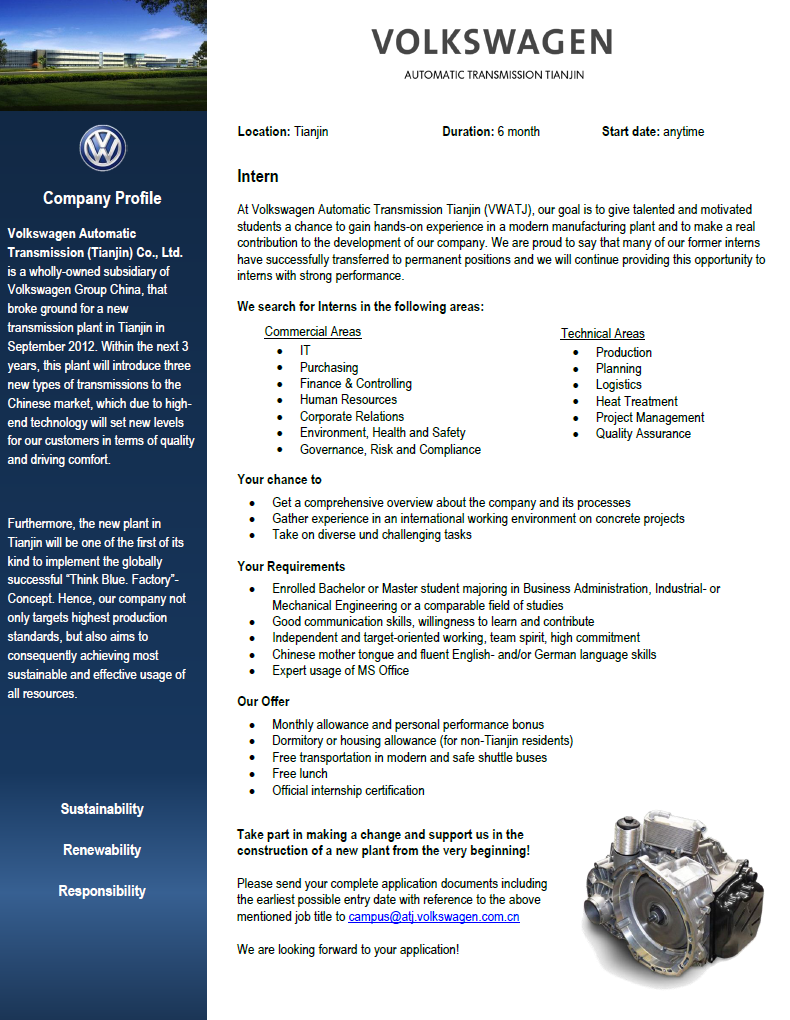 VOLKSWAGEN
AUTOMATIC TRANSMISSION TIANJIN
Company Profile
Volkswagen Automatic
Transmission (Tianjin) Co., Ltd.
is a wholly-owned subsidiary of
Volkswagen Group China, that
broke ground for a new
transmission plant in Tianjin in
September 2012. Within the next 3
years, this plant will introduce three
new types of transmissions to the
Chinese market, which due to high-
end technology will set new levels
for our customers in terms of quality
and driving comfort.
Furthermore, the new plant in
Tianjin will be one of the first of its
kind to implement the globally
successful “Think Blue. Factory”-
Concept. Hence, our company not
only targets highest production
standards, but also aims to
consequently achieving most
sustainable and effective usage of
all resources.
Sustainability
Renewability
Responsibility
Location: Tianjin Duration: 6 month Start date: anytime
Intern
At Volkswagen Automatic Transmission Tianjin (VWATJ), our goal is to give talented and motivated
students a chance to gain hands-on experience in a modern manufacturing plant and to make a real
contribution to the development of our company. We are proud to say that many of our former interns
have successfully transferred to permanent positions and we will continue providing this opportunity to
interns with strong performance.
We search for Interns in the following areas:
Commercial Areas
• IT
• Purchasing
• Finance & Controlling
• Human Resources
• Corporate Relations
• Environment, Health and Safety
• Governance, Risk and Compliance
Technical Areas
• Production
• Planning
• Logistics
• Heat Treatment
• Project Management
• Quality Assurance
Your chance to
• Get a comprehensive overview about the company and its processes
• Gather experience in an international working environment on concrete projects
• Take on diverse und challenging tasks
Your Requirements
• Enrolled Bachelor or Master student majoring in Business Administration, Industrial- or
Mechanical Engineering or a comparable field of studies
• Good communication skills, willingness to learn and contribute
• Independent and target-oriented working, team spirit, high commitment
• Chinese mother tongue and fluent English- and/or German language skills
• Expert usage of MS Office
Our Offer
• Monthly allowance and personal performance bonus
• Dormitory or housing allowance (for non-Tianjin residents)
• Free transportation in modern and safe shuttle buses
• Free lunch
• Official internship certification
Take part in making a change and support us in the
construction of a new plant from the very beginning!
Please send your complete application documents including
the earliest possible entry date with reference to the above
mentioned job title to campus@atj.volkswagen.com.cn
We are looking forward to your application!